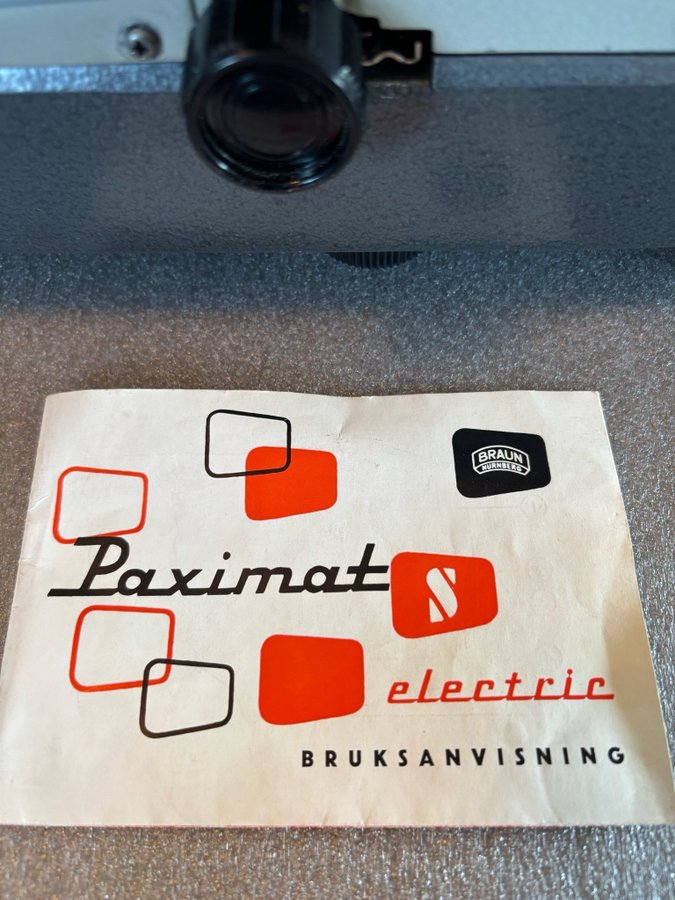 BRAUN
NÜRNBERG
Paximat S
electric
BRUKSANVISNING